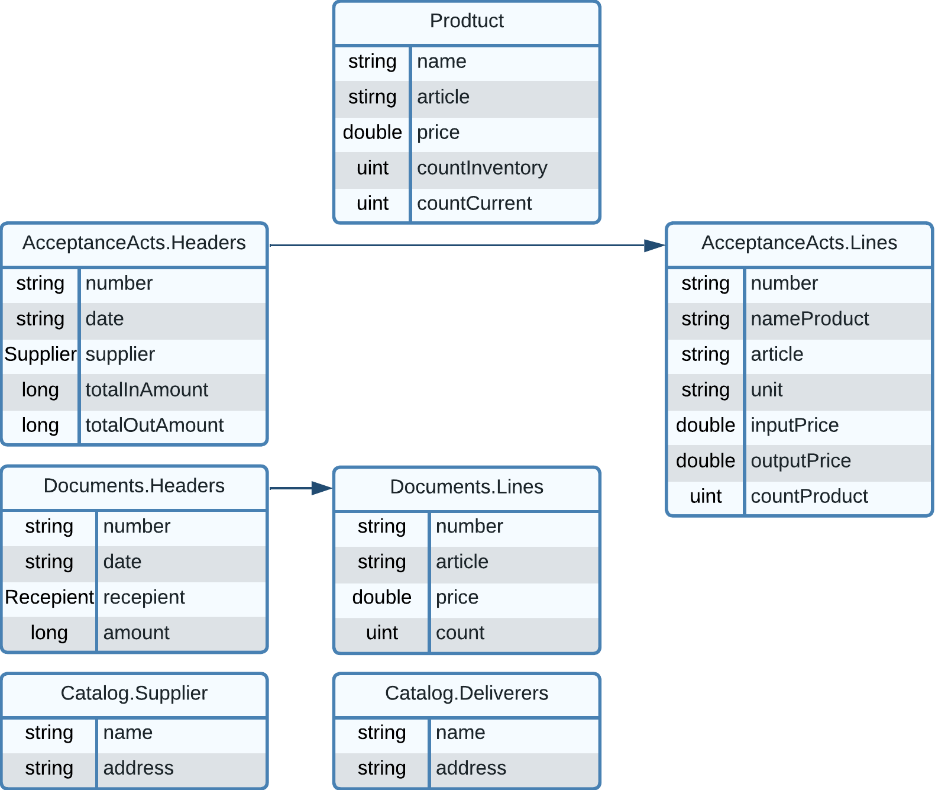 Prodtuct
string name
stirng article
double price
uint countInventory
uint countCurrent
AcceptanceActs.Headers
string number
string date
Supplier supplier
long totalInAmount
long totalOutAmount
AcceptanceActs.Lines
string number
string nameProduct
string article
string unit
double inputPrice
double outputPrice
uint countProduct
Documents.Headers
string number
string date
Recepient recepient
long amount
Documents.Lines
string number
string article
double price
uint count
Catalog.Supplier
string name
string address
Catalog.Deliverers
string name
string address